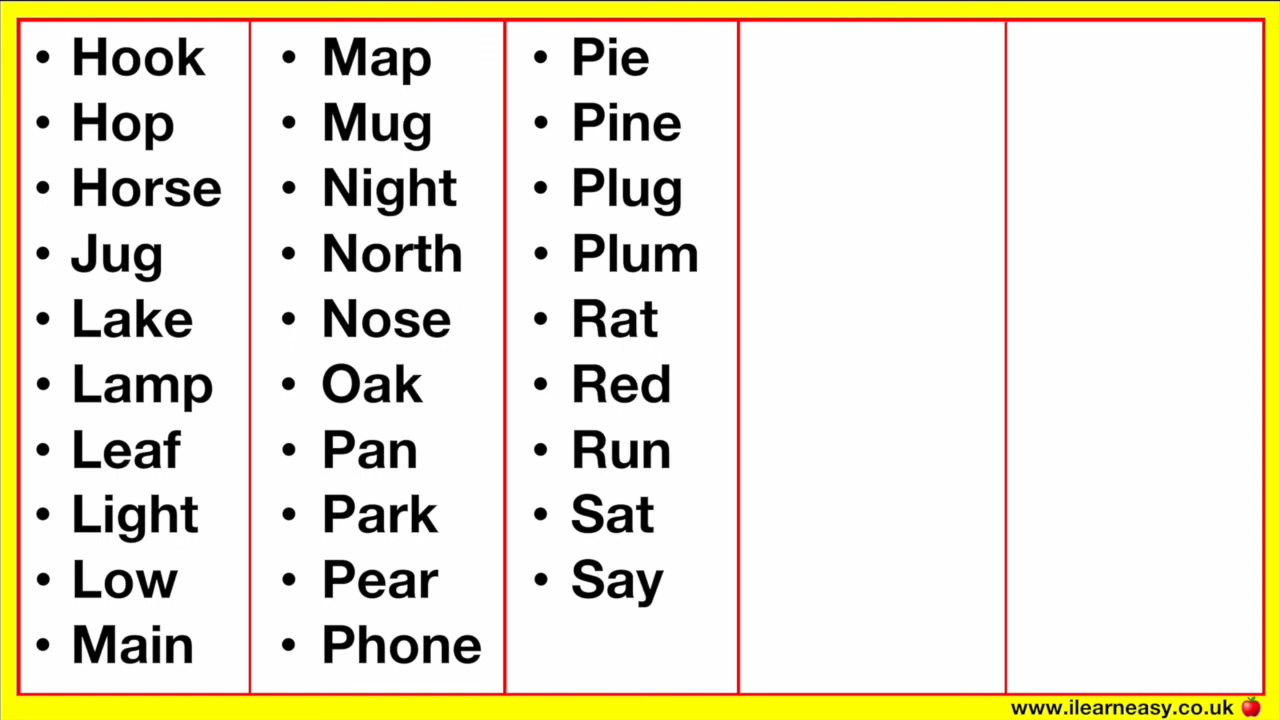 • Hook
• Hop
• Horse
• Jug
• Lake
• Lamp
• Leaf
• Light
• Low
• Main
• Map
• Mug
• Night
• North
• Nose
• Oak
• Pan
• Park
• Pear
• Phone
• Pie
• Pine
• Plug
• Plum
• Rat
• Red
• Run
• Sat
• Say
www.ilearneasy.co.uk